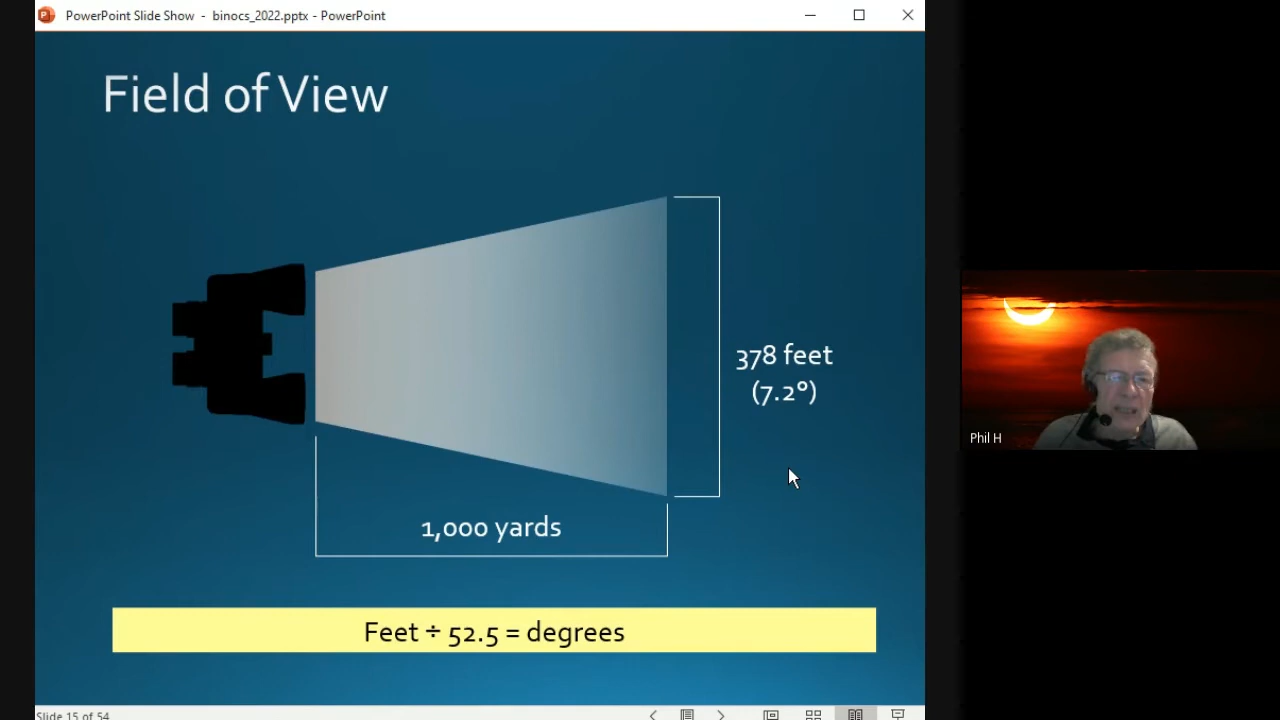 PowerPoint Slide Show - binocs_2022.pptx - PowerPoint
Field of View
378 feet
(7.2°)
1,000 yards
Feet ÷ 52.5 = degrees
Phil H
Slide 15 of 54